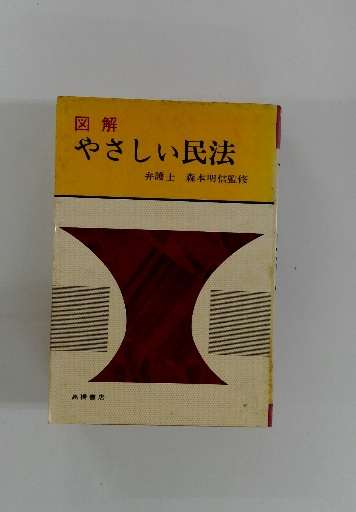 図解
やさしい民法
弁護士 森本明信監修
高橋書店